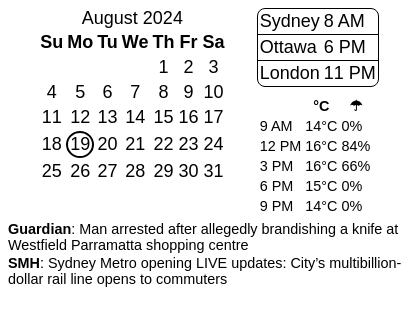 August 2024
Su Mo Tu We Th Fr Sa
1 2 3
4 5 6 7 8 9 10
11 12 13 14 15 16 17
18 19 20 21 22 23 24
25 26 27 28 29 30 31
Sydney 8 AM
Ottawa 6 PM
London 11 PM
°C ☂
9 AM 14°C 0%
12 PM 16°C 84%
3 PM 16°C 66%
6 PM 15°C 0%
9 PM 14°C 0%
Guardian: Man arrested after allegedly brandishing a knife at
Westfield Parramatta shopping centre
SMH: Sydney Metro opening LIVE updates: City’s multibillion-
dollar rail line opens to commuters